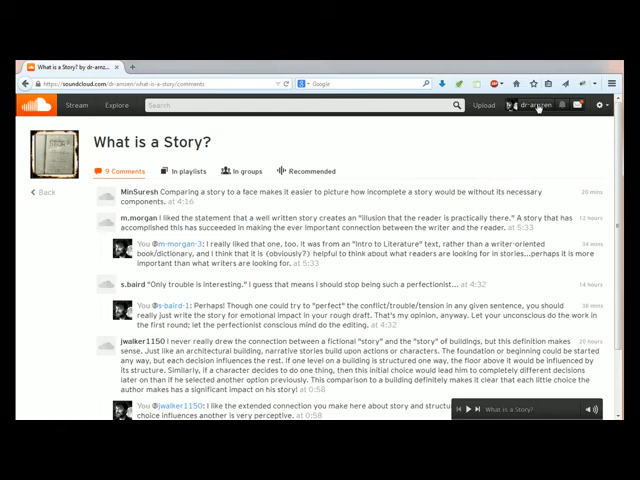 What is a Story? by dr-arnzen
https://soundcloud.com/dr-arnzen/what-is-a-story/comments
Google
Stream
Explore
Search
Upload
dr-arnzen
What is a Story?
9 Comments
In playlists
In groups
Recommended
Back
MinSuresh Comparing a story to a face makes it easier to picture how incomplete a story would be without its necessary
components. at 4:16
20 mins
m.morgan I liked the statement that a well written story creates an "illusion that the reader is practically there." A story that has
accomplished this has succeeded in making the ever important connection between the writer and the reader. at 5:33
12 hours
You @m-morgan-3: I really liked that one, too. It was from an "Intro to Literature" text, rather than a writer-oriented
book/dictionary, and I think that it is (obviously?) helpful to think about what readers are looking for in stories...perhaps it is more
important than what writers are looking for. at 5:33
34 mins
s.baird "Only trouble is interesting." I guess that means I should stop being such a perfectionist... at 4:32
14 hours
You @s-baird-1: Perhaps! Though one could try to "perfect" the conflict/trouble/tension in any given sentence, you should
really just write the story for emotional impact in your rough draft. That's my opinion, anyway. Let your unconscious do the work in
the first round; let the perfectionist conscious mind do the editing. at 4:32
38 mins
jwalker1150 I never really drew the connection between a fictional "story" and the "story" of buildings, but this definition makes
sense. Just like an architectural building, narrative stories build upon actions or characters. The foundation or beginning could be started
any way, but each decision influences the rest. If one floor is built in a certain way, the floor above it would be influenced by
its structure. Similarly, if a character decides to do one thing, then this initial choice would lead him to completely different decisions
later on than if he selected another option previously. This comparison to a building definitely makes it clear that each little choice the
author makes has a significant impact on his story! at 0:58
20 hours
You @jwalker1150: I like the extended connection you make here about story and structu
choice influences another is very perceptive. at 0:58
What is a Story?